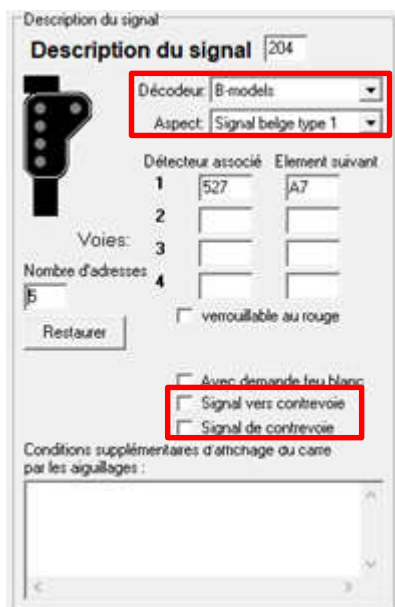 Description du signal
Description du signal 204
Décodeur: B-models
Aspect: Signal belge type 1
Détecteur associé Element suivant
1 527 A7
2
Voies: 3
Nombre d'adresses 4
5
Restaurer verrouillable au rouge
Avec demande feu blanc
Signal vers contrevoie
Signal de contrevoie
Conditions supplémentaires d'affichage du carré
par les aiguillages :